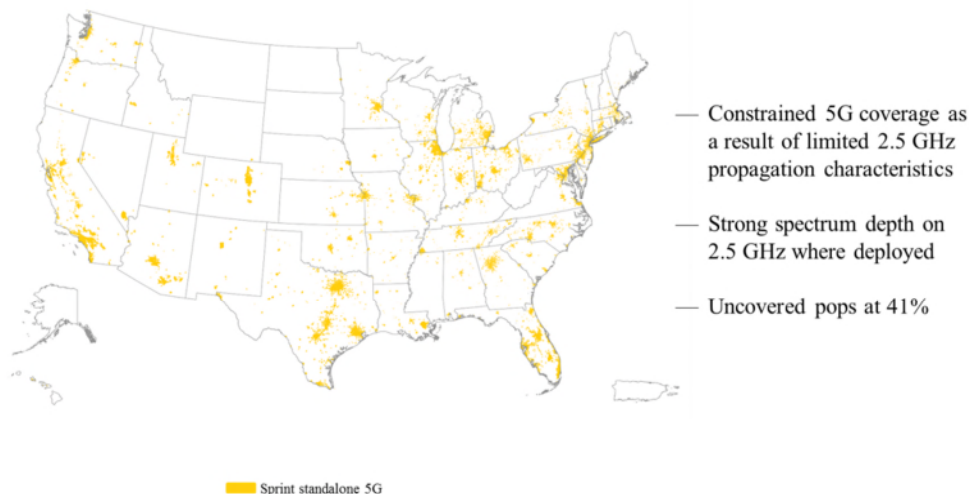 — Constrained 5G coverage as
a result of limited 2.5 GHz
propagation characteristics
— Strong spectrum depth on
2.5 GHz where deployed
— Uncovered pops at 41%
Sprint standalone 5G